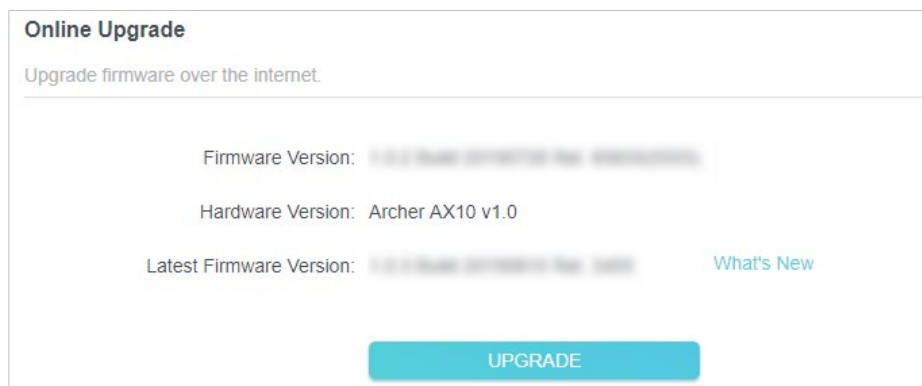 Online Upgrade
Upgrade firmware over the internet.
Firmware Version:
Hardware Version: Archer AX10 v1.0
Latest Firmware Version: What's New
UPGRADE